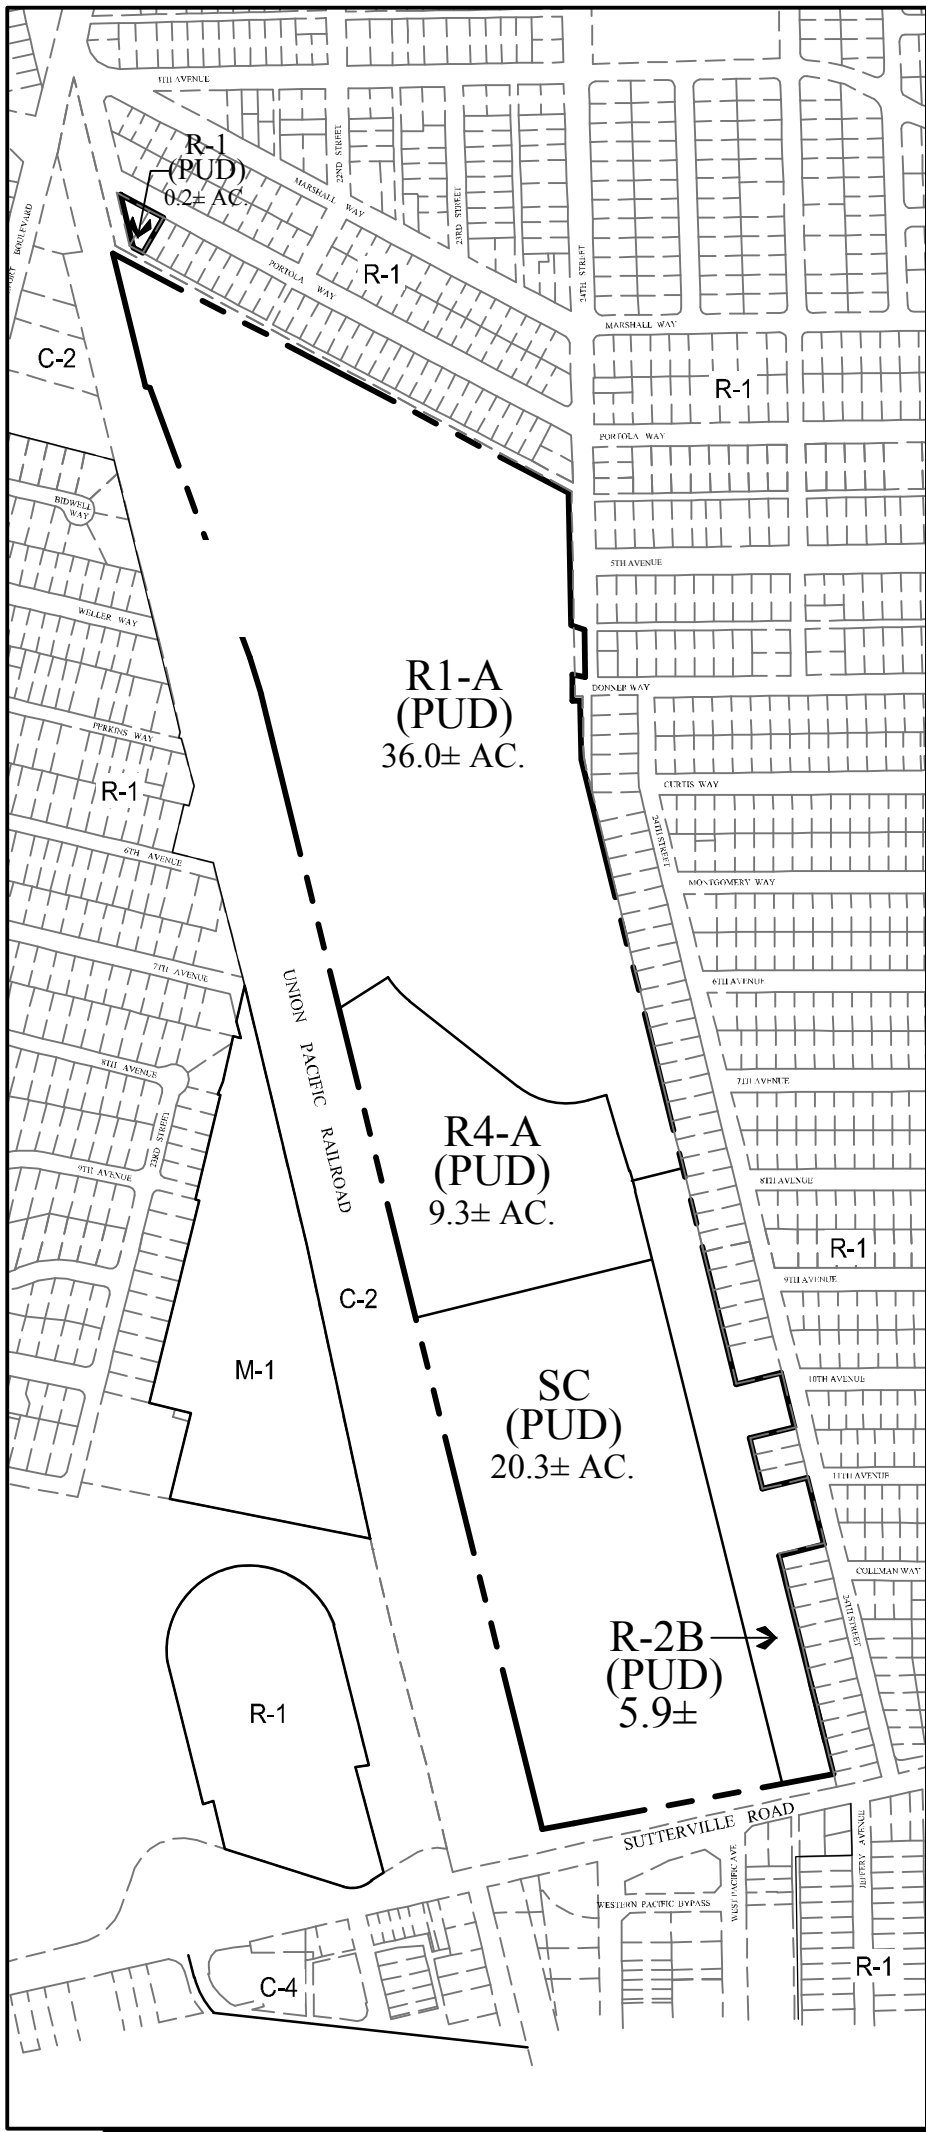 5TH AVENUE
R-1
(PUD)
0.2± AC.
22ND STREET
23RD STREET
MARSHALL WAY
24TH STREET
BOULEVARD
PORTOLA WAY
R-1
MARSHALL WAY
C-2
R-1
PORTOLA WAY
BIDWELL
WAY
5TH AVENUE
WELLER WAY
R1-A
(PUD)
36.0± AC.
DONNER WAY
PERKINS WAY
R-1
CURTIS WAY
24TH STREET
6TH AVENUE
MONTGOMERY WAY
7TH AVENUE
6TH AVENUE
UNION PACIFIC RAILROAD
8TH AVENUE
7TH AVENUE
23RD STREET
R4-A
(PUD)
9.3± AC.
9TH AVENUE
8TH AVENUE
R-1
9TH AVENUE
C-2
M-1
SC
(PUD)
20.3± AC.
10TH AVENUE
11TH AVENUE
COLEMAN WAY
24TH STREET
R-2B
(PUD)
5.9±
R-1
SUTTERVILLE ROAD
WEST PACIFIC AVE
JEFFERY AVENUE
WESTERN PACIFIC BYPASS
R-1
C-4